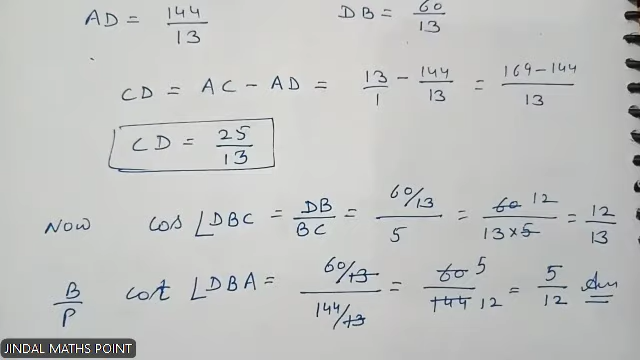 AD = 144/13 DB = 60/13
CD = AC - AD = 13/1 - 144/13 = 169-144/13
CD = 25/13
NOW cos ∠DBC = DB/BC = 60/13/5 = 60 12/13×5 = 12/13
B/P cot ∠DBA = 60/13/144/13 = 60 5/144 12 = 5/12 Ans
JINDAL MATHS POINT